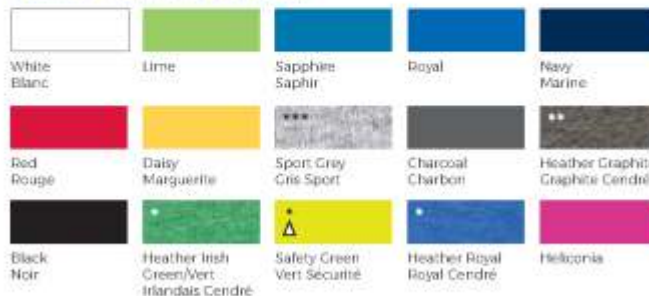 White
Blanc
Lime
Sapphire
Saphir
Royal
Navy
Marine
Red
Rouge
Daisy
Marguerite
Sport Grey
Gris Sport
Charcoal
Charbon
Heather Graphite
Graphite Cendré
Black
Noir
Heather Irish
Green/Vert
Irlandais Cendré
Safety Green
Vert Sécurité
Heather Royal
Royal Cendré
Heliconia